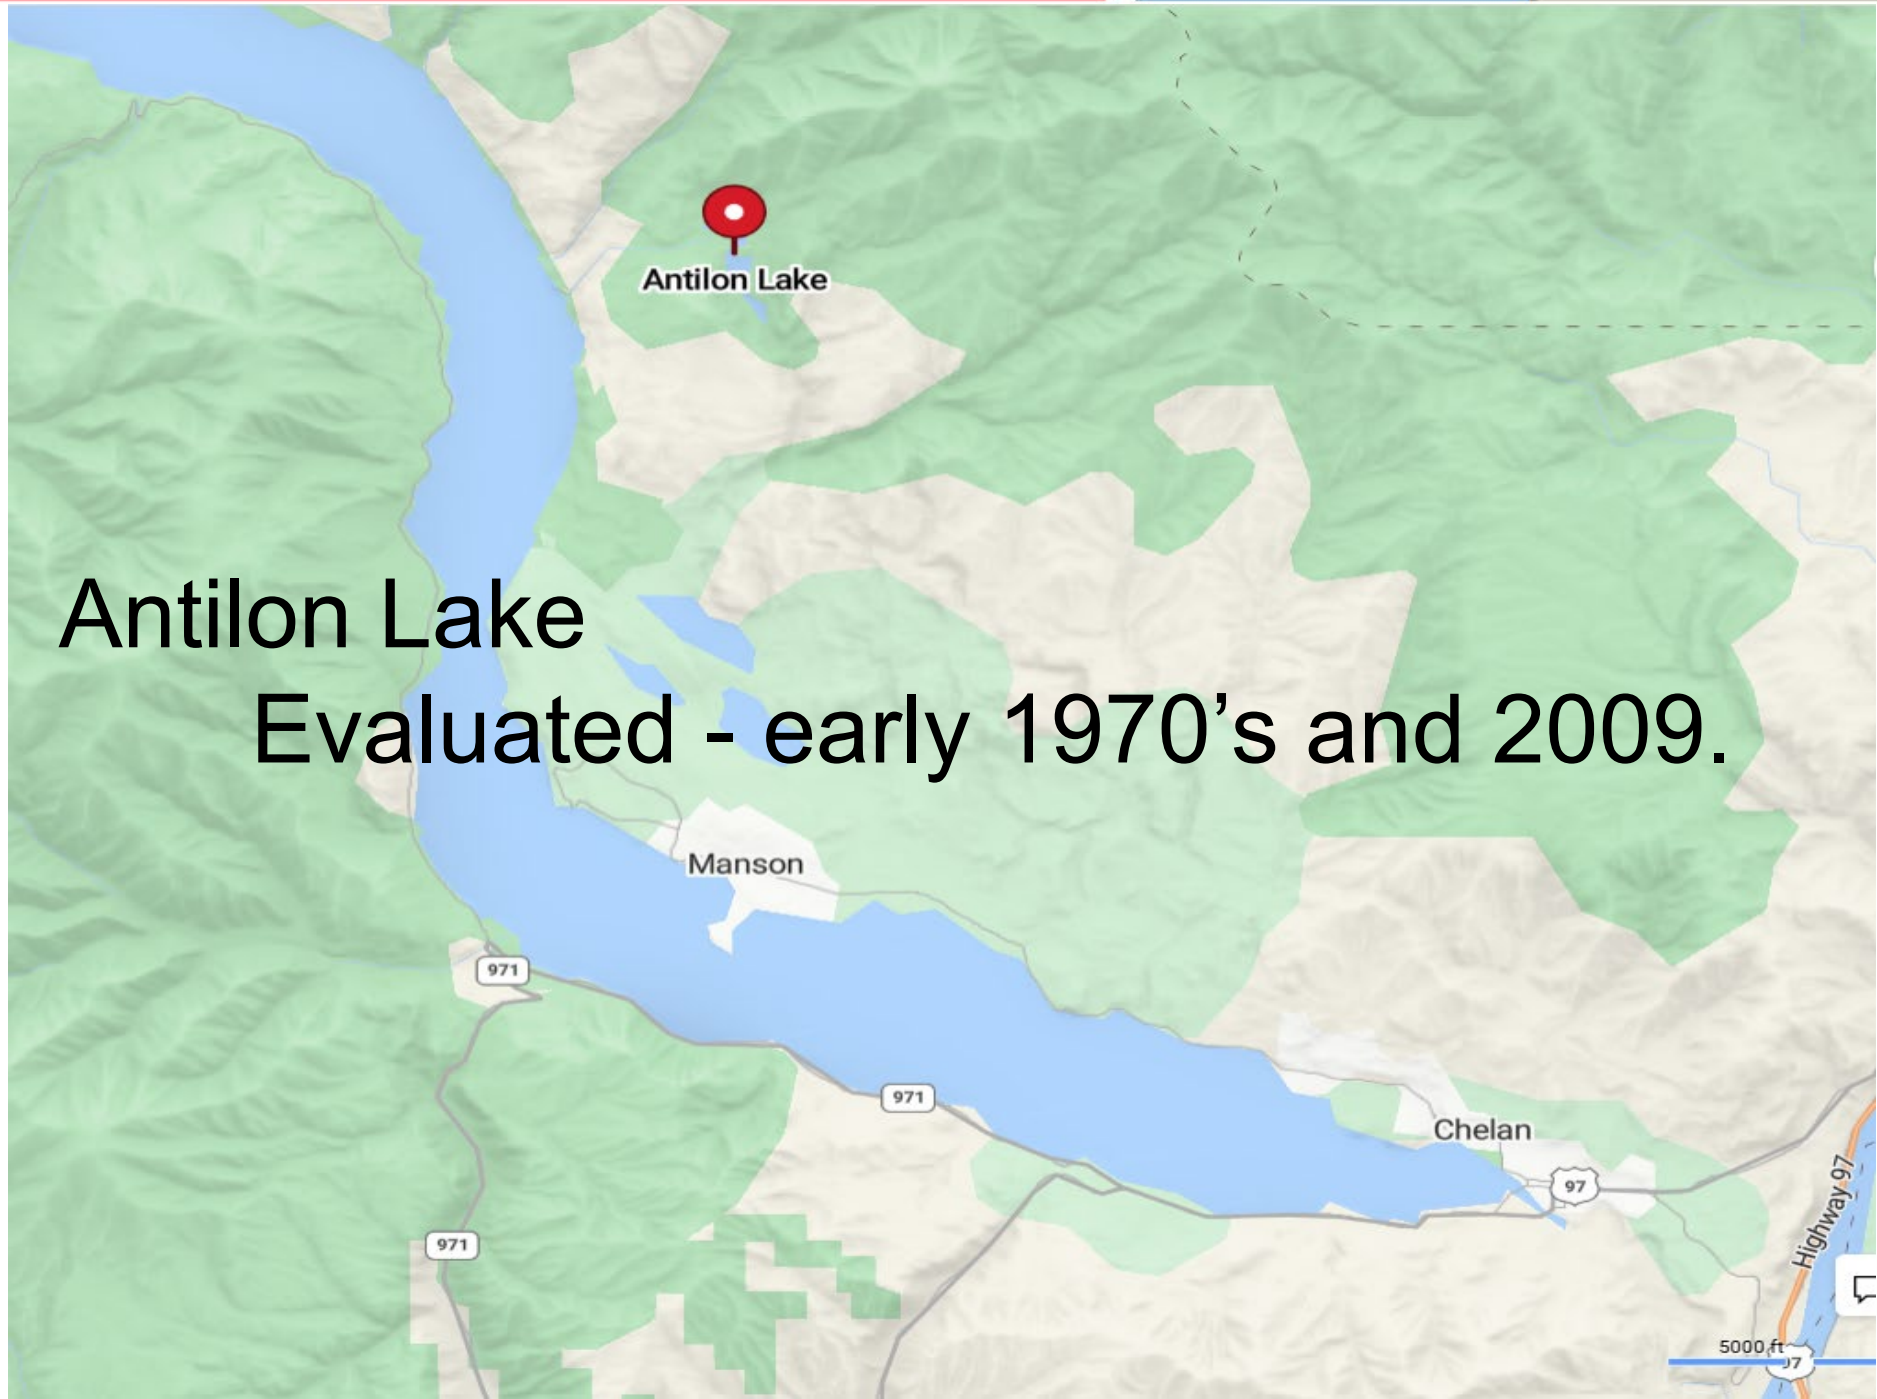 Antilon Lake
Antilon Lake
Evaluated - early 1970’s and 2009.
Manson
971
971
Chelan
97
Highway 97
971
5000 ft
97